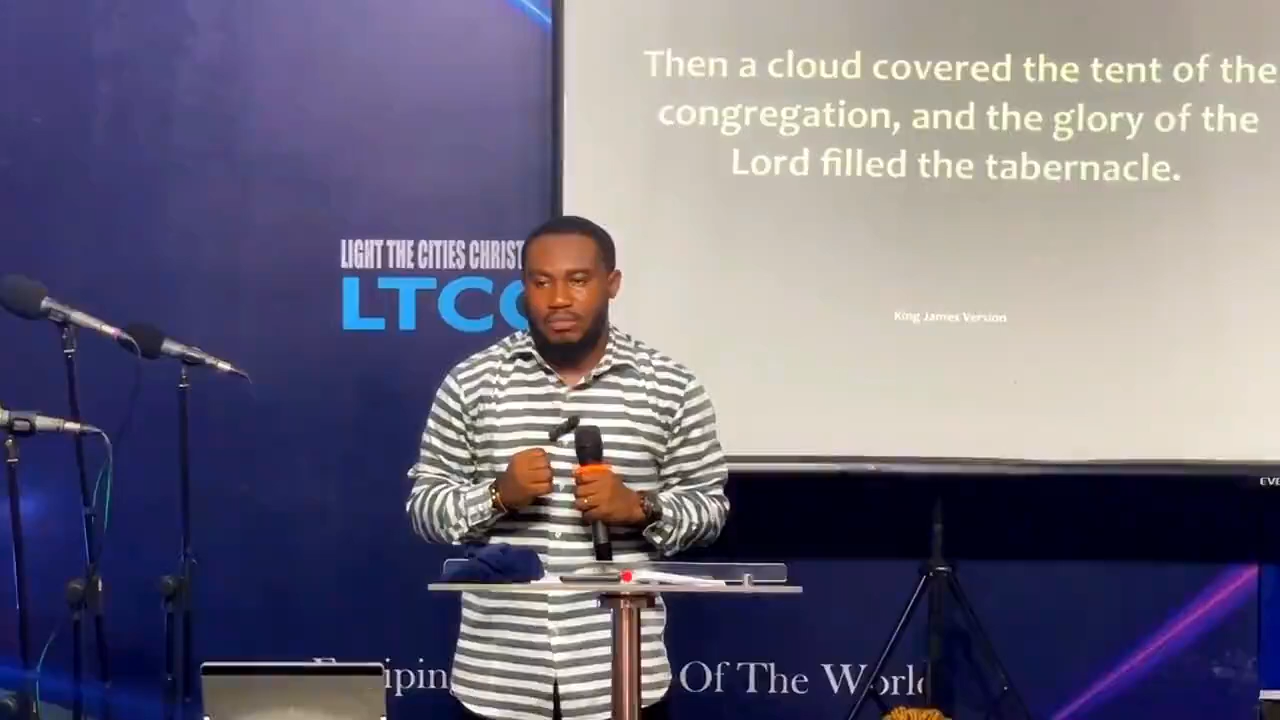 Then a cloud covered the tent of the
congregation, and the glory of the
Lord filled the tabernacle.
King James Version
LIGHT THE CITIES CHRIST
LTCC
Of The World